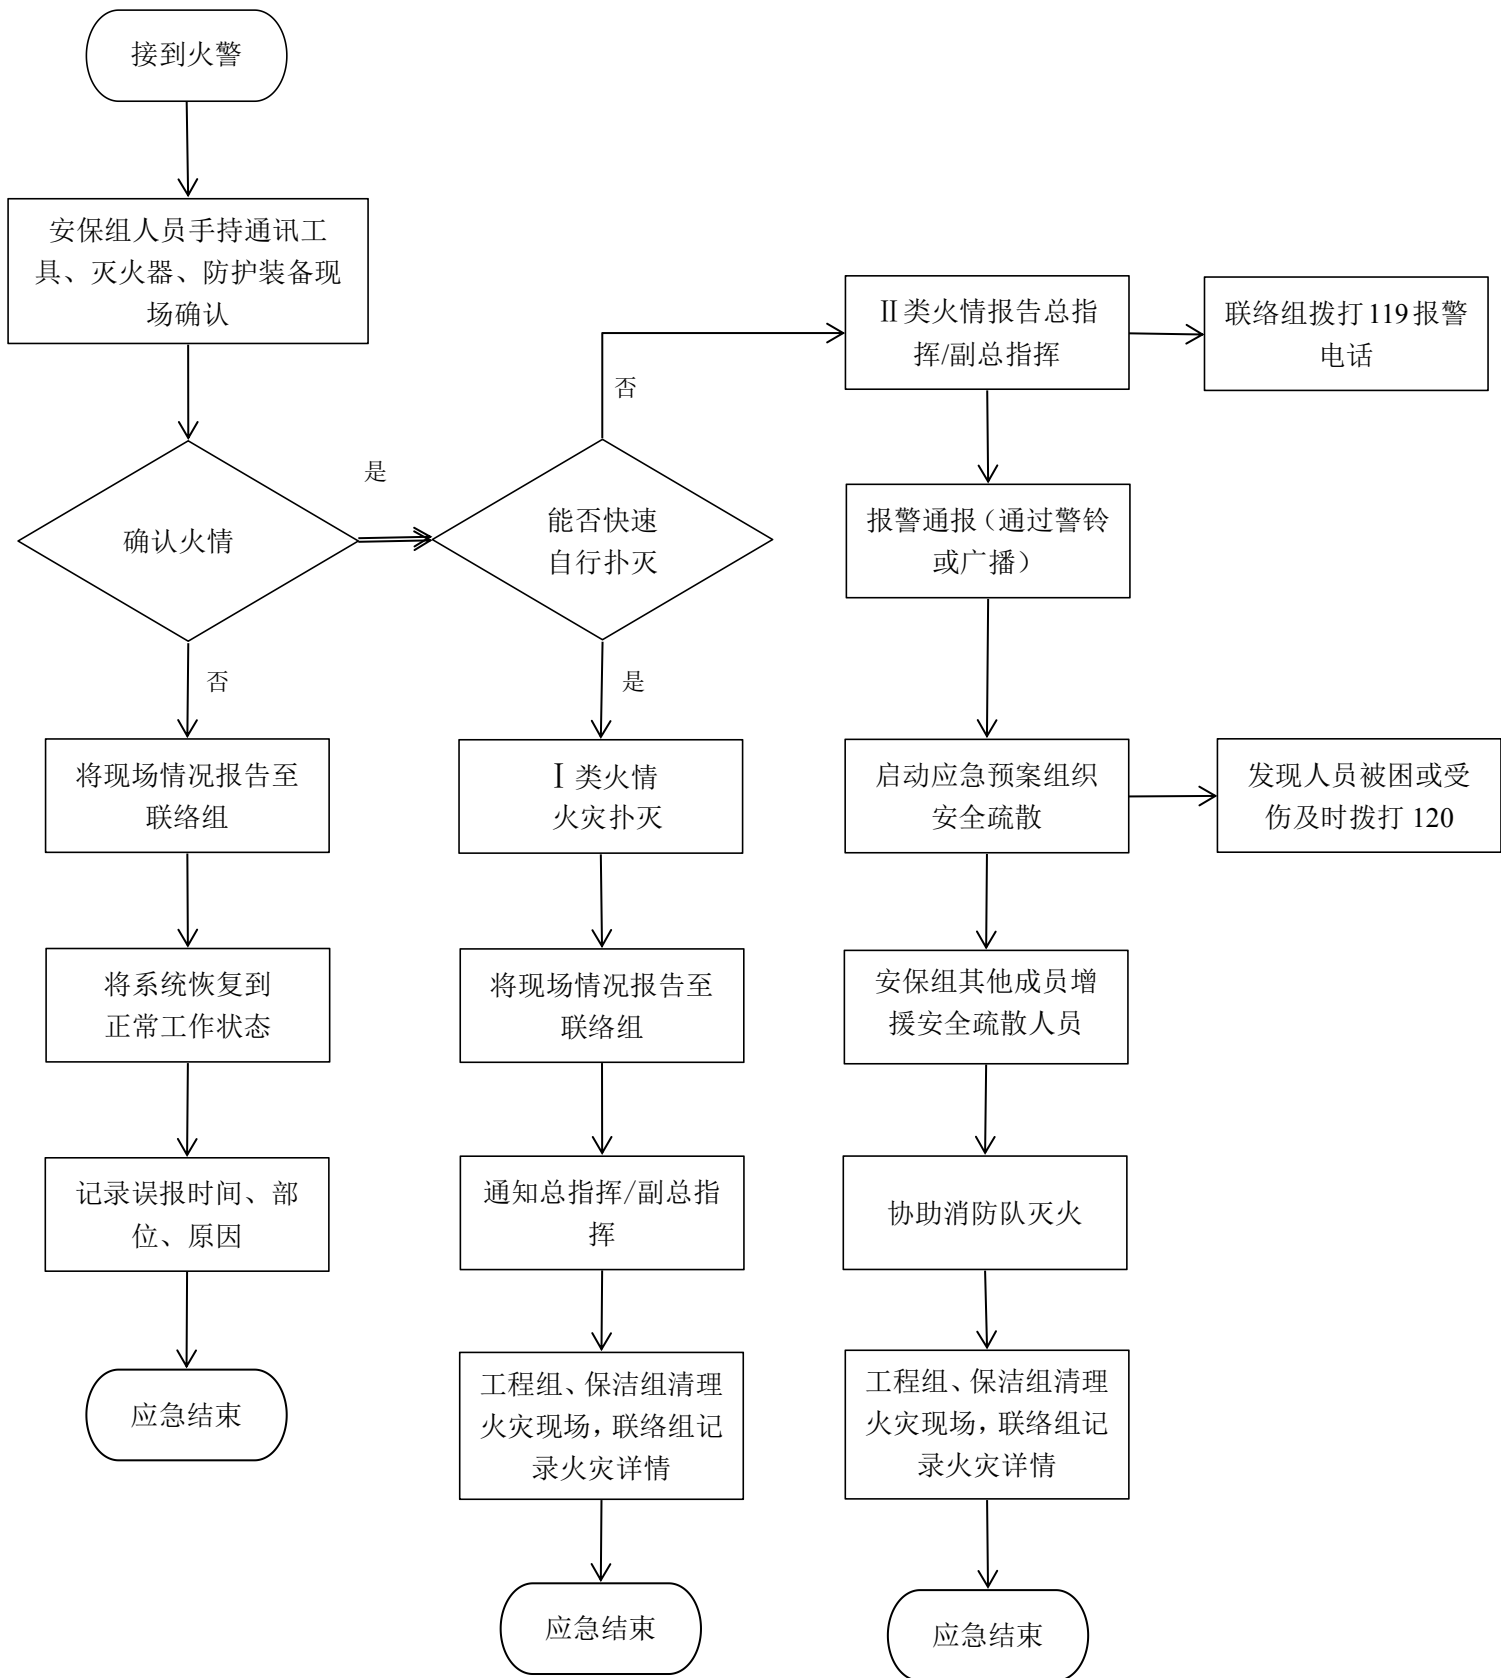 接到火警
安保组人员手持通讯工
具、灭火器、防护装备现
场确认
确认火情
是
否
能否快速
自行扑灭
否
是
将现场情况报告至
联络组
将系统恢复到
正常工作状态
记录误报时间、部
位、原因
应急结束
Ⅰ 类火情
火灾扑灭
将现场情况报告至
联络组
通知总指挥/副总指
挥
工程组、保洁组清理
火灾现场，联络组记
录火灾详情
应急结束
Ⅱ类火情报告总指
挥/副总指挥
联络组拨打 119 报警
电话
报警通报（通过警铃
或广播）
启动应急预案组织
安全疏散
发现人员被困或受
伤及时拨打 120
安保组其他成员增
援安全疏散人员
协助消防队灭火
工程组、保洁组清理
火灾现场，联络组记
录火灾详情
应急结束